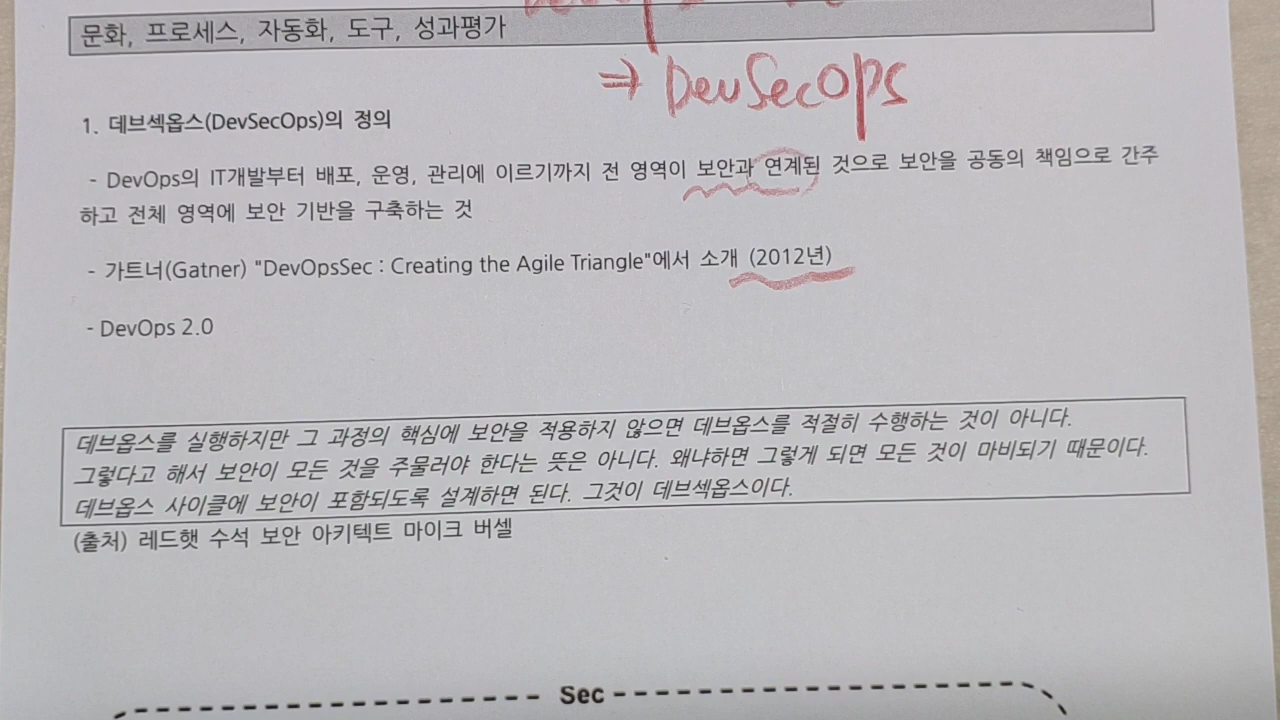 문화, 프로세스, 자동화, 도구, 성과평가
⇒ DevSecOps
1. 데브섹옵스(DevSecOps)의 정의
- DevOps의 IT개발부터 배포, 운영, 관리에 이르기까지 전 영역이 보안과 연계된 것으로 보안을 공동의 책임으로 간주
하고 전체 영역에 보안 기반을 구축하는 것
- 가트너(Gatner) "DevOpsSec : Creating the Agile Triangle"에서 소개 (2012년)
- DevOps 2.0
데브옵스를 실행하지만 그 과정의 핵심에 보안을 적용하지 않으면 데브옵스를 적절히 수행하는 것이 아니다.
그렇다고 해서 보안이 모든 것을 주물러야 한다는 뜻은 아니다. 왜냐하면 그렇게 되면 모든 것이 마비되기 때문이다.
데브옵스 사이클에 보안이 포함되도록 설계하면 된다. 그것이 데브섹옵스이다.
(출처) 레드햇 수석 보안 아키텍트 마이크 버셀
Sec